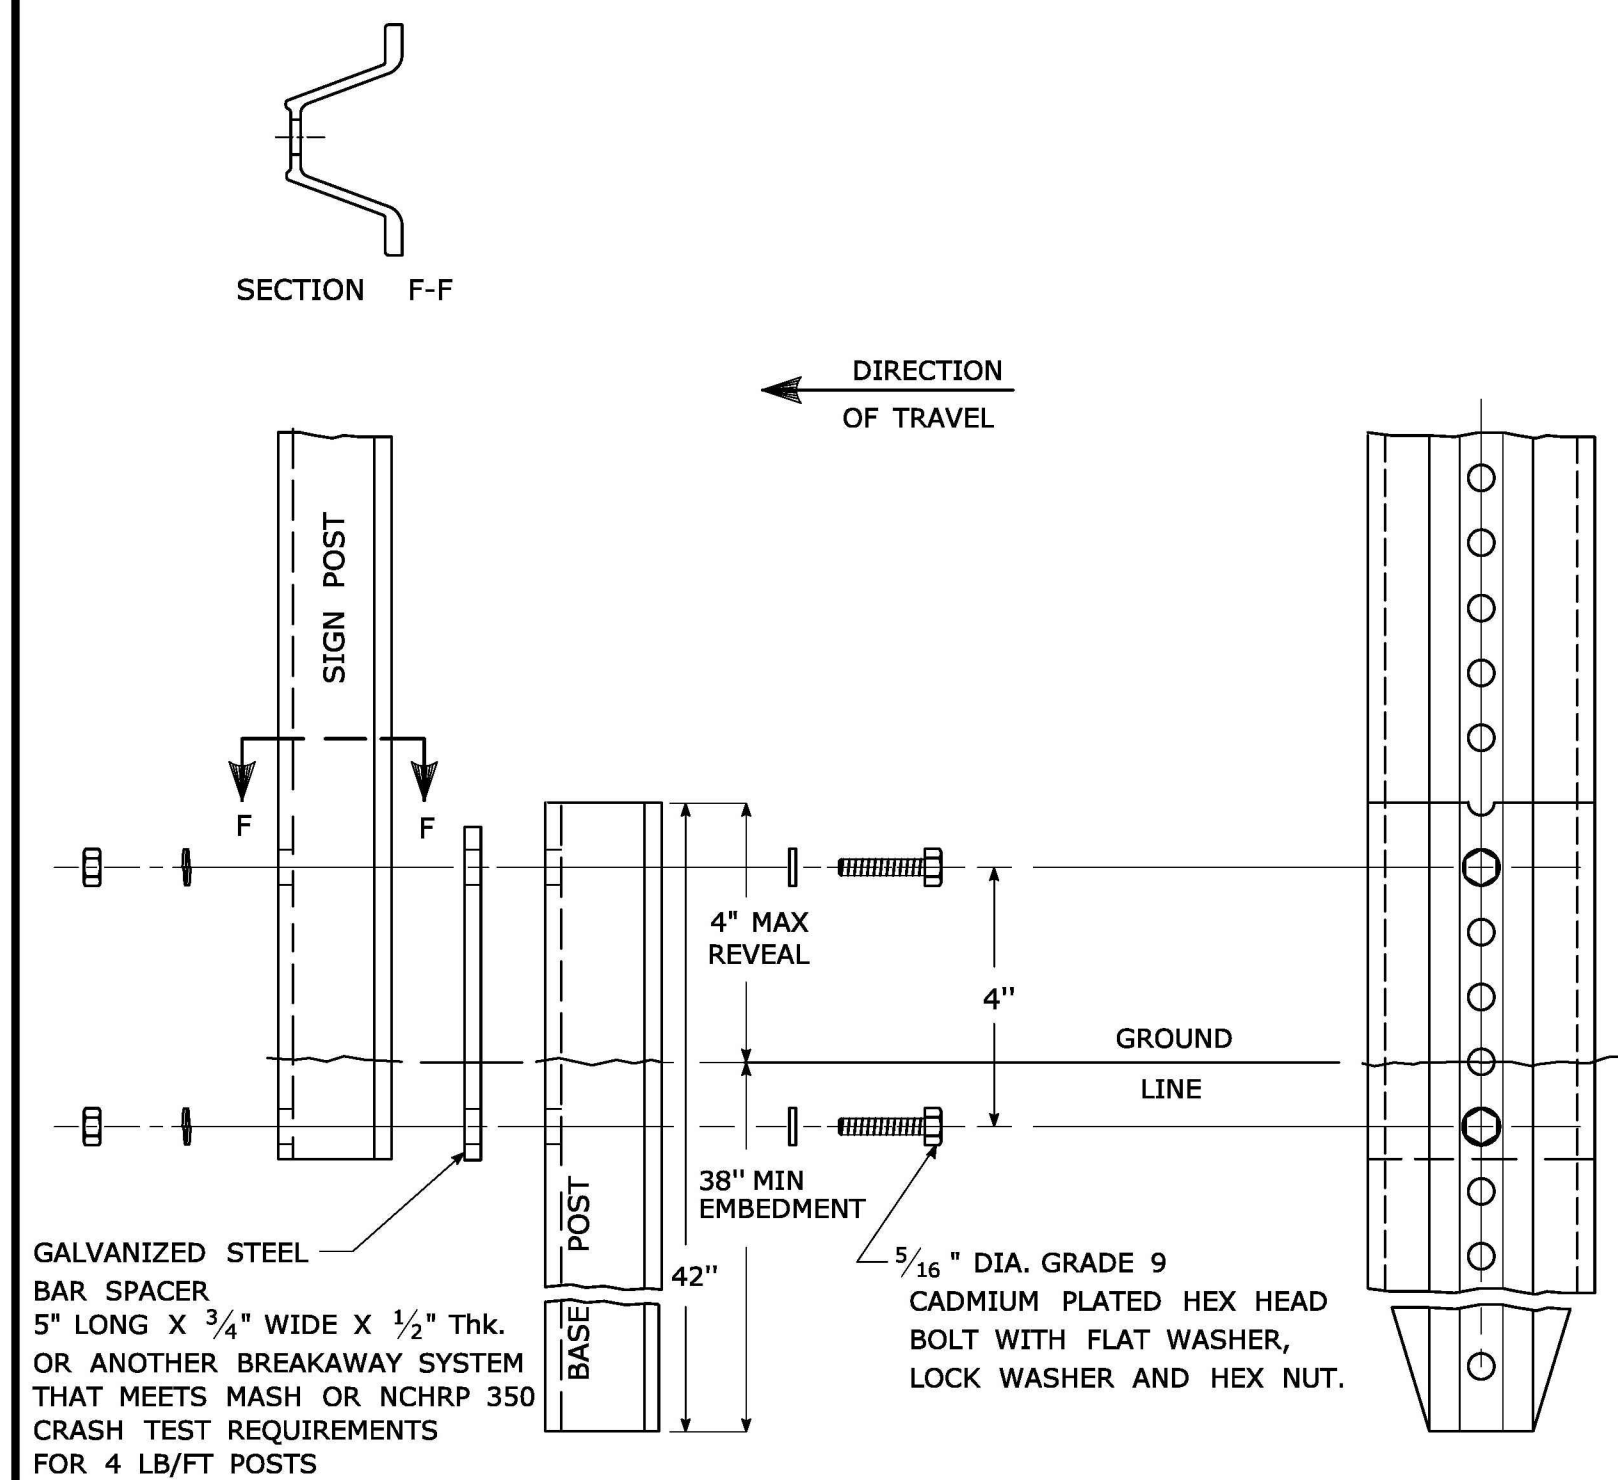 SECTION F-F
DIRECTION
OF TRAVEL
SIGN POST
F F
4" MAX
REVEAL
4"
GROUND
LINE
38" MIN
EMBEDMENT
42"
BASE POST
GALVANIZED STEEL
BAR SPACER
5" LONG X 3/4" WIDE X 1/2" Thk.
OR ANOTHER BREAKAWAY SYSTEM
THAT MEETS MASH OR NCHRP 350
CRASH TEST REQUIREMENTS
FOR 4 LB/FT POSTS
5/16 " DIA. GRADE 9
CADMIUM PLATED HEX HEAD
BOLT WITH FLAT WASHER,
LOCK WASHER AND HEX NUT.